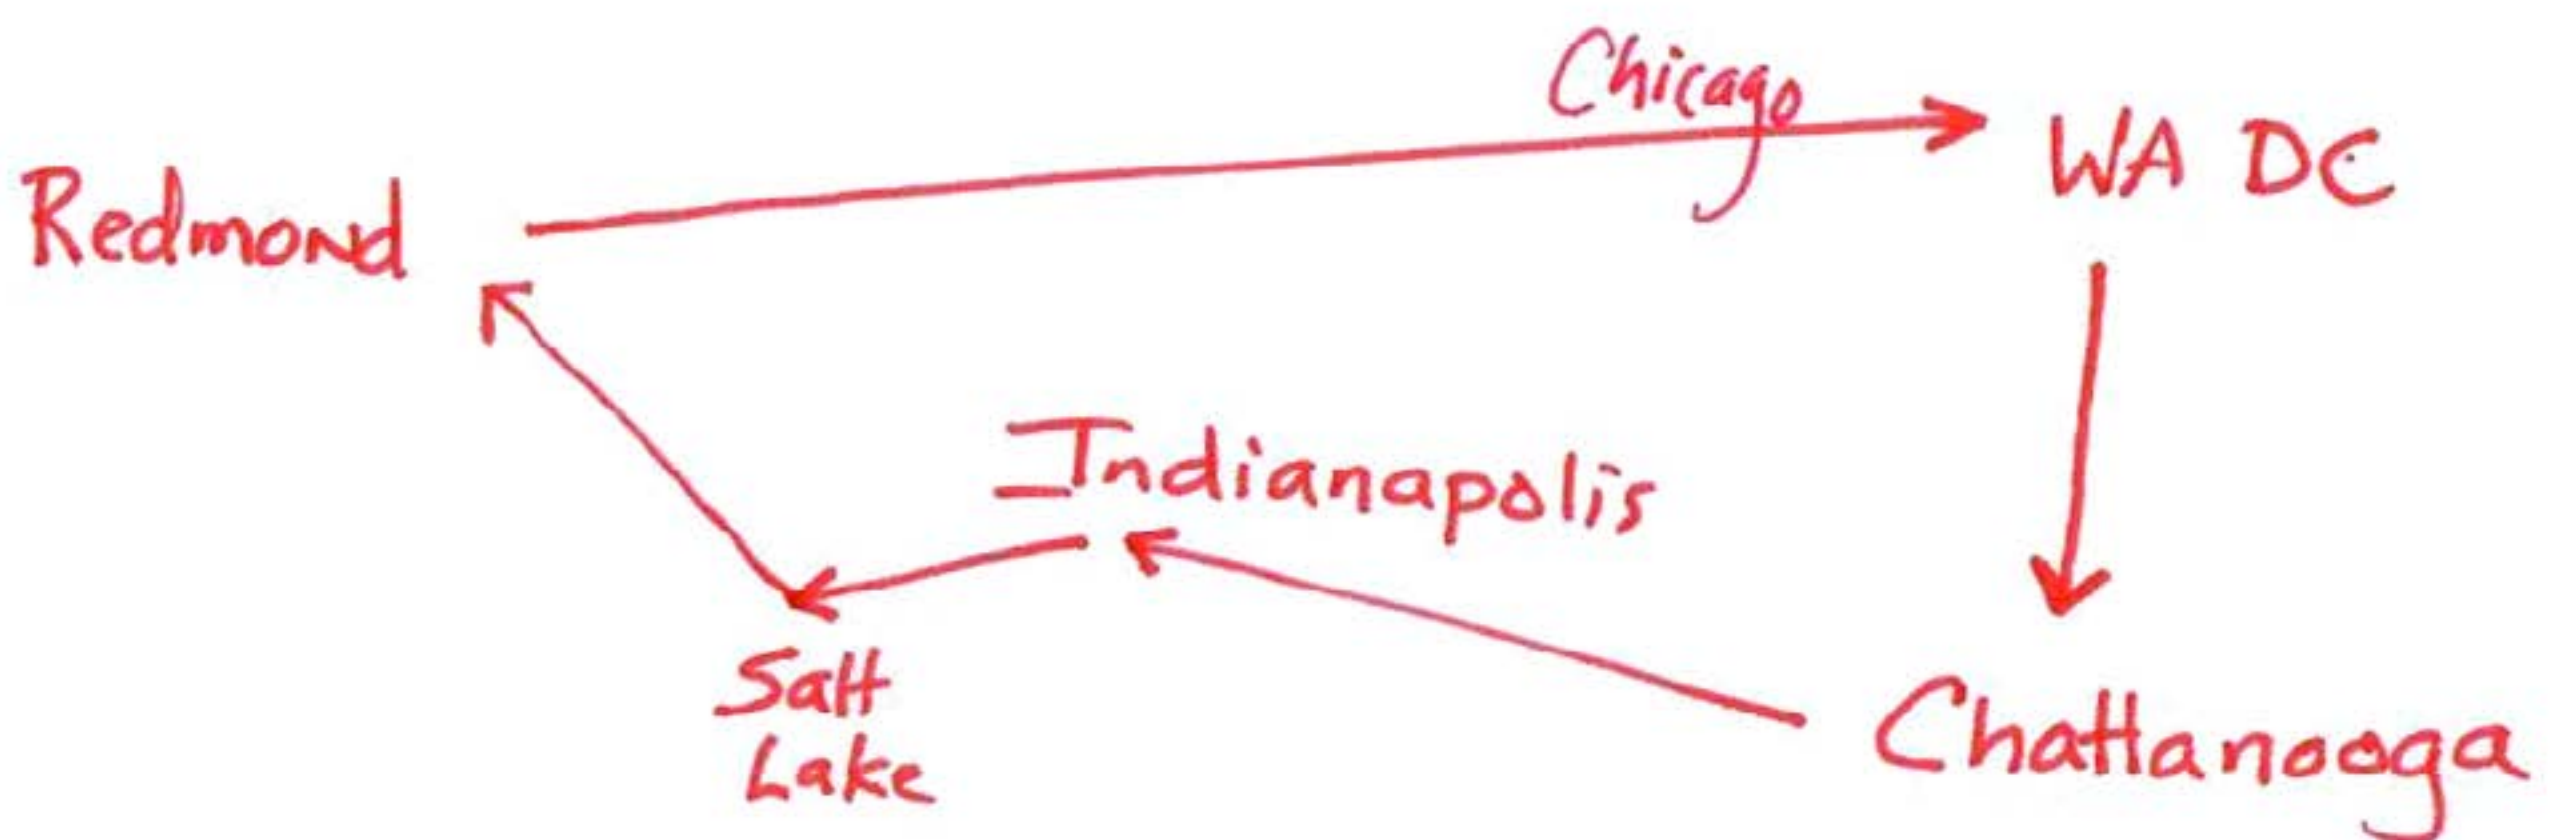 Chicago
WA DC
Redmond
Indianapolis
Salt
Lake
Chattanooga